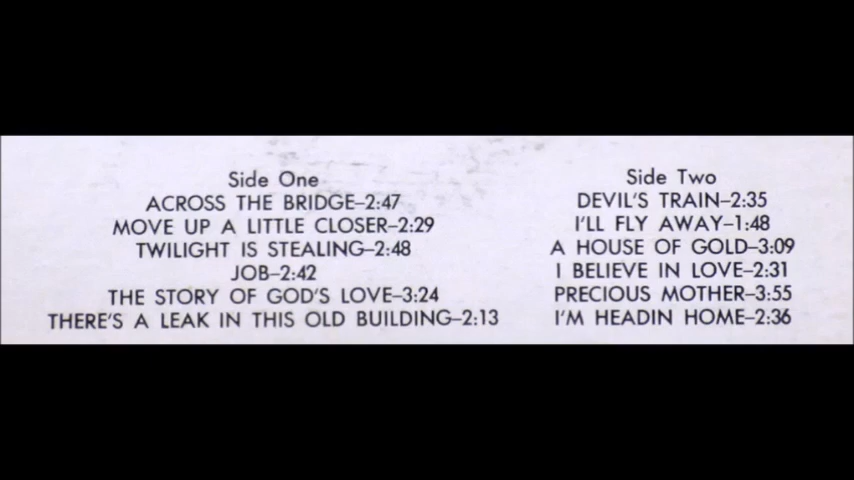 Side One
ACROSS THE BRIDGE–2:47
MOVE UP A LITTLE CLOSER–2:29
TWILIGHT IS STEALING–2:48
JOB–2:42
THE STORY OF GOD'S LOVE–3:24
THERE'S A LEAK IN THIS OLD BUILDING–2:13
Side Two
DEVIL'S TRAIN–2:35
I'LL FLY AWAY–1:48
A HOUSE OF GOLD–3:09
I BELIEVE IN LOVE–2:31
PRECIOUS MOTHER–3:55
I'M HEADIN HOME–2:36